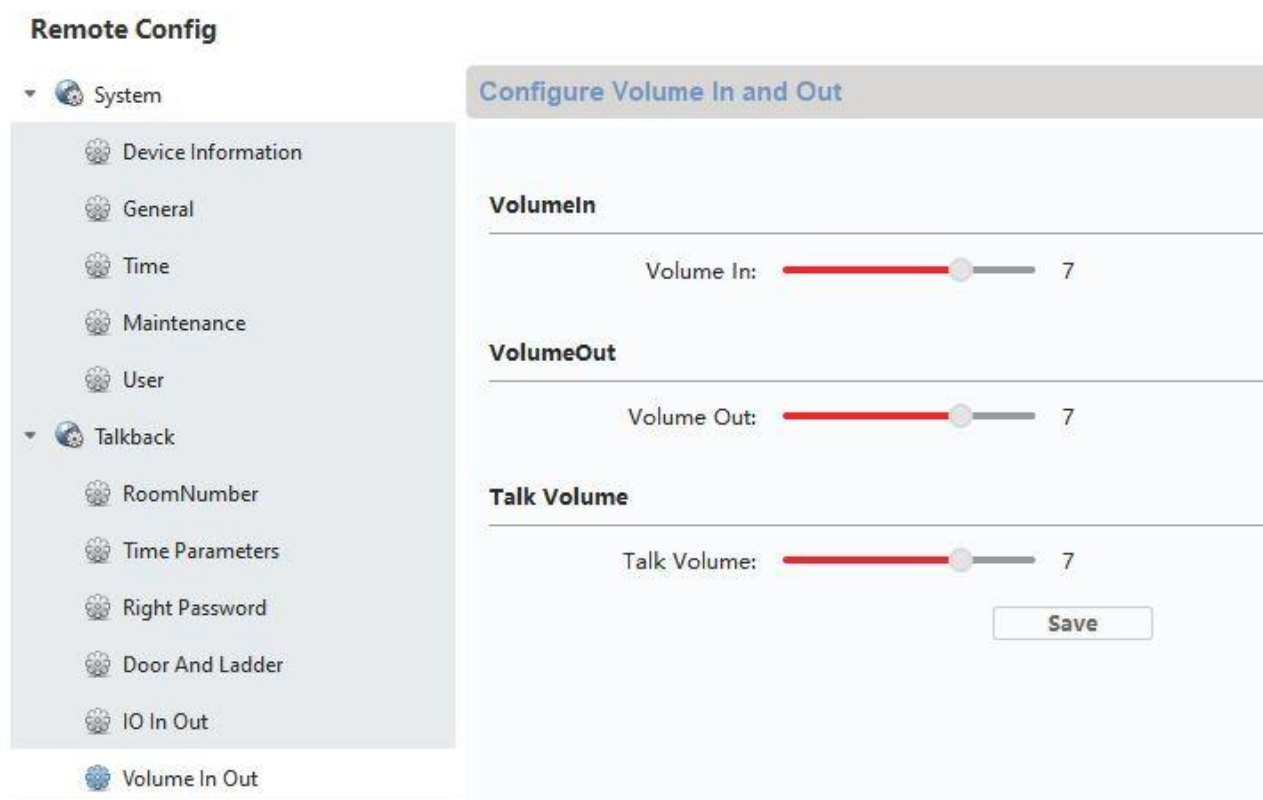 Remote Config
System
Device Information
General
Time
Maintenance
User
Talkback
RoomNumber
Time Parameters
Right Password
Door And Ladder
IO In Out
Volume In Out
Configure Volume In and Out
VolumeIn
Volume In: 7
VolumeOut
Volume Out: 7
Talk Volume
Talk Volume: 7
Save